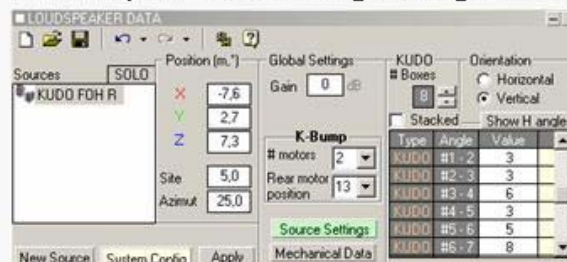 LOUDSPEAKER DATA
Sources SOLO
KUDO FOH R
Position (m,°)
X -7,6
Y 2,7
Z 7,3
Site 5,0
Azimut 25,0
Global Settings
Gain 0 dB
K-Bump
# motors 2
Rear motor position 13
Source Settings
Mechanical Data
KUDO
# Boxes
8
Orientation
Horizontal
Vertical
Stacked Show H angle
Type Angle Value
KUDO #1 - 2 3
KUDO #2 - 3 3
KUDO #3 - 4 6
KUDO #4 - 5 3
KUDO #5 - 6 5
KUDO #6 - 7 8
New Source System Config Apply